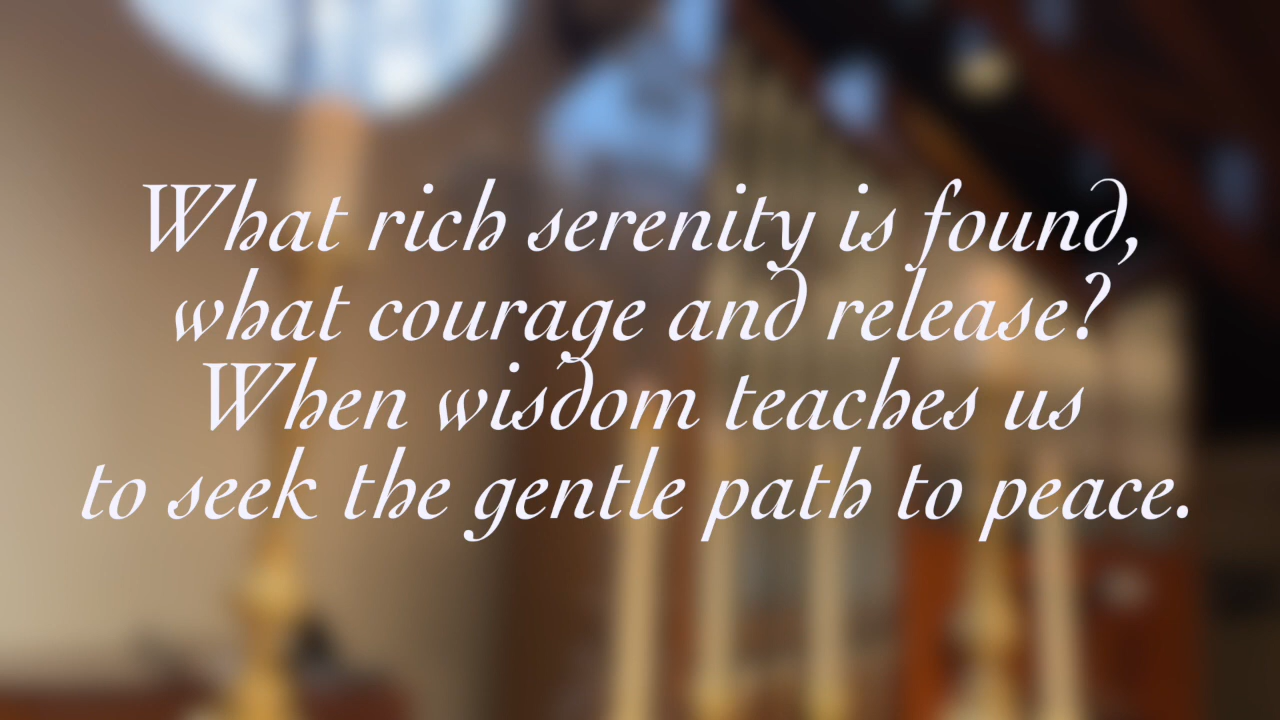 What rich serenity is found,
what courage and release?
When wisdom teaches us
to seek the gentle path to peace.